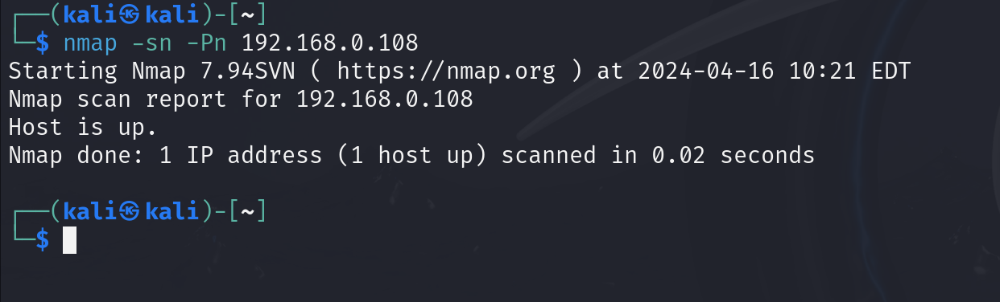 ┌──(kali㉿kali)-[~]
└─$ nmap -sn -Pn 192.168.0.108
Starting Nmap 7.94SVN ( https://nmap.org ) at 2024-04-16 10:21 EDT
Nmap scan report for 192.168.0.108
Host is up.
Nmap done: 1 IP address (1 host up) scanned in 0.02 seconds
┌──(kali㉿kali)-[~]
└─$